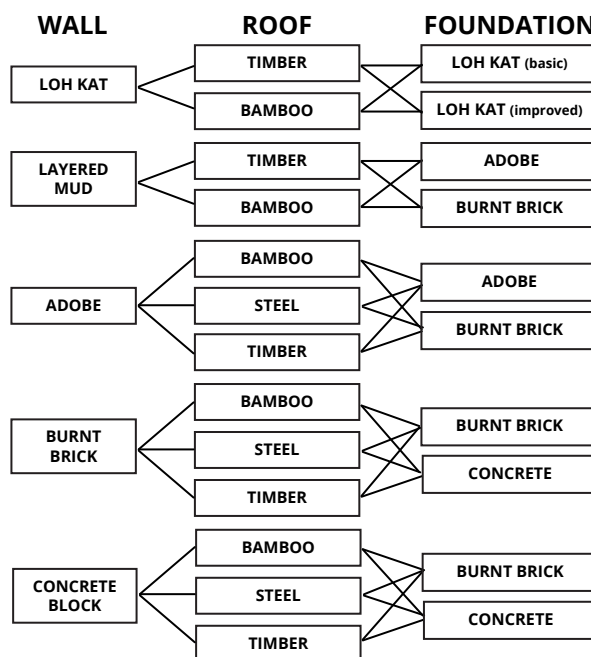 WALL ROOF FOUNDATION
TIMBER LOH KAT (basic)
LOH KAT
BAMBOO LOH KAT (improved)
TIMBER ADOBE
LAYERED
MUD
BAMBOO BURNT BRICK
BAMBOO
ADOBE
ADOBE STEEL
BURNT BRICK
TIMBER
BAMBOO
BURNT BRICK
BURNT
BRICK
STEEL
CONCRETE
TIMBER
BAMBOO
BURNT BRICK
CONCRETE
BLOCK
STEEL
CONCRETE
TIMBER